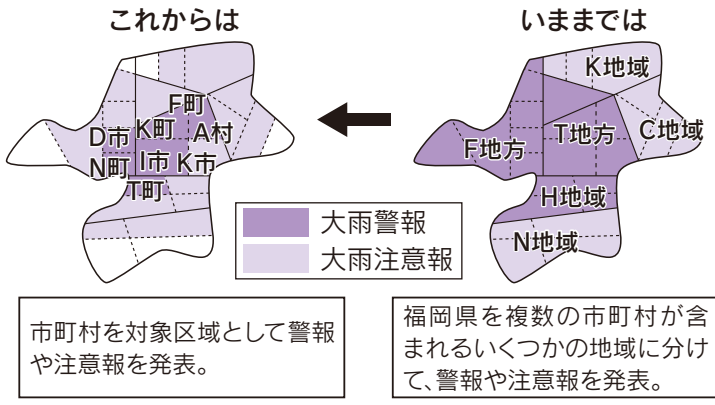 これからは
いままでは
F町
D市
K町
A村
N町
I市
K市
T町
K地域
C地域
F地方
T地方
H地域
N地域
大雨警報
大雨注意報
市町村を対象区域として警報
や注意報を発表。
福岡県を複数の市町村が含
まれるいくつかの地域に分け
て、警報や注意報を発表。